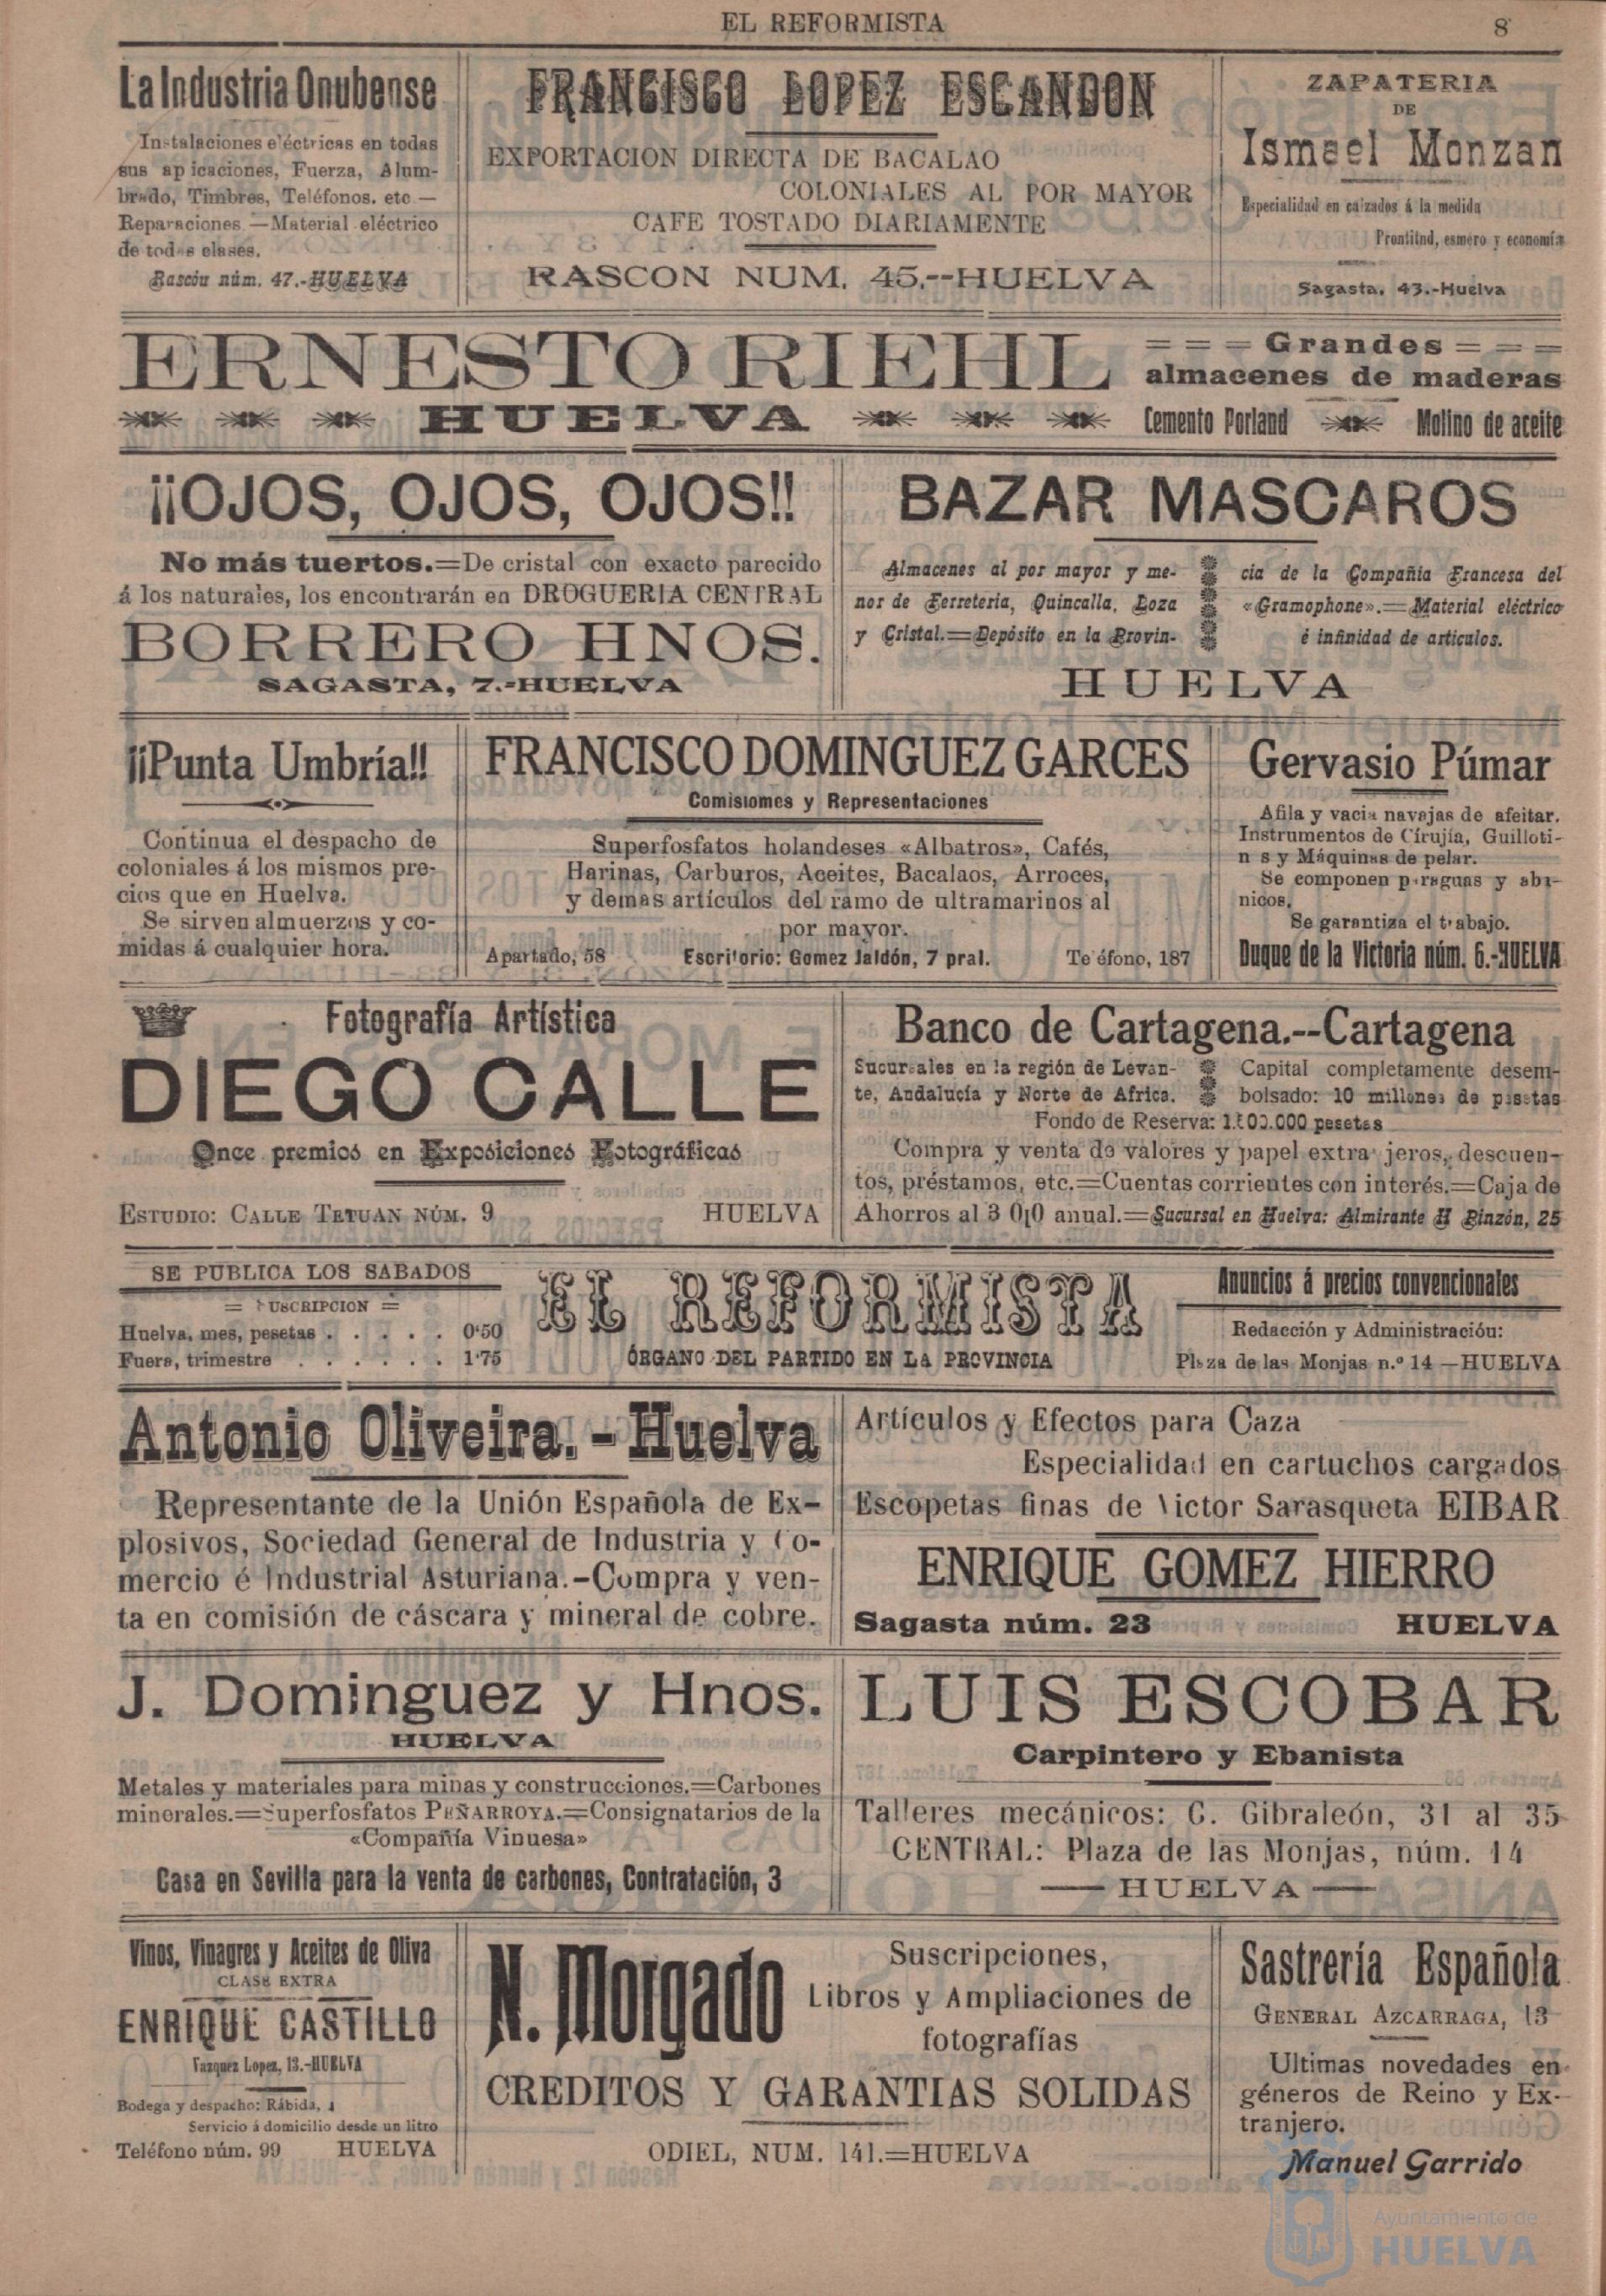 EL REFORMISTA
8
La Industria Onubense
Instalaciones eléctricas en todas
sus ap icaciones, Fuerza, Alum-
brado, Timbres, Teléfonos. etc —
Reparaciones —Material eléctrico
de todas clases.
Rascón núm. 47.-HUELVA
FRANCISCO LOPEZ ESCANDON
EXPORTACION DIRECTA DE BACALAO
COLONIALES AL POR MAYOR
CAFE TOSTADO DIARIAMENTE
RASCON NUM. 45.--HUELVA
ZAPATERIA
DE
Ismael Monzan
Especialidad en calzados á la medida
Prontitud, esmero y economía
Sagasta, 43.-Huelva
ERNESTO RIEHL
HUELVA
= = = Grandes = = =
almacenes de maderas
Cemento Porland Molino de aceite
¡¡OJOS, OJOS, OJOS!!
No más tuertos.=De cristal con exacto parecido
á los naturales, los encontrarán en DROGUERIA CENTRAL
BORRERO HNOS.
SAGASTA, 7.-HUELVA
BAZAR MASCAROS
Almacenes al por mayor y me-
nor de Ferreteria, Quincalla, Loza
y Cristal.=Depósito en la Provin-
cia de la Compañia Francesa del
«Gramophone».=Material eléctrico
é infinidad de articulos.
HUELVA
¡¡Punta Umbría!!
Continua el despacho de
coloniales á los mismos pre-
cios que en Huelva.
Se sirven almuerzos y co-
midas á cualquier hora.
FRANCISCO DOMINGUEZ GARCES
Comisiomes y Representaciones
Superfosfatos holandeses «Albatros», Cafés,
Harinas, Carburos, Aceites, Bacalaos, Arroces,
y demás artículos del ramo de ultramarinos al
por mayor.
Apartado, 58 Escritorio: Gomez Jaldón, 7 pral. Te éfono, 187
Gervasio Púmar
Afila y vacia navajas de afeitar.
Instrumentos de Cirujía, Guilloti-
n s y Máquinas de pelar.
Se componen paraguas y aba-
nicos.
Se garantiza el trabajo.
Duque de la Victoria núm. 6.-HUELVA
Fotografía Artística
DIEGO CALLE
Once premios en Exposiciones Fotográficas
ESTUDIO: CALLE TETUAN NÚM. 9 HUELVA
Banco de Cartagena.--Cartagena
Sucursales en la región de Levan-
te, Andalucía y Norte de Africa.
Capital completamente desem-
bolsado: 10 millones de pesetas
Fondo de Reserva: 1.500.000 pesetas
Compra y venta de valores y papel extra jeros, descuen-
tos, préstamos, etc.=Cuentas corrientes con interés.=Caja de
Ahorros al 3 0¡0 anual.=Sucursal en Huelva: Almirante H Pinzón, 25
SE PUBLICA LOS SABADOS
= SUSCRIPCION =
Huelva, mes, pesetas . . . . . 0'50
Fuera, trimestre . . . . . . 1'75
EL REFORMISTA
ÓRGANO DEL PARTIDO EN LA PROVINCIA
Anuncios á precios convencionales
Redacción y Administración:
Plaza de las Monjas n.º 14 —HUELVA
Antonio Oliveira. - Huelva
Representante de la Unión Española de Ex-
plosivos, Sociedad General de Industria y Co-
mercio é Industrial Asturiana.-Compra y ven-
ta en comisión de cáscara y mineral de cobre.
Artículos y Efectos para Caza
Especialidad en cartuchos cargados
Escopetas finas de Victor Sarasqueta EIBAR
ENRIQUE GOMEZ HIERRO
Sagasta núm. 23 HUELVA
J. Dominguez y Hnos.
HUELVA
Metales y materiales para minas y construcciones.=Carbones
minerales.=Superfosfatos PEÑARROYA.=Consignatarios de la
«Compañía Vinuesa»
Casa en Sevilla para la venta de carbones, Contratación, 3
LUIS ESCOBAR
Carpintero y Ebanista
Talleres mecánicos: C. Gibraleón, 31 al 35
CENTRAL: Plaza de las Monjas, núm. 14
— HUELVA —
Vinos, Vinagres y Aceites de Oliva
CLASE EXTRA
ENRIQUE CASTILLO
Vazquez Lopez, 13.-HUELVA
Bodega y despacho: Rábida, 4
Servicio á domicilio desde un litro
Teléfono núm. 99 HUELVA
N. Morgado
Suscripciones,
Libros y Ampliaciones de
fotografías
CREDITOS Y GARANTIAS SOLIDAS
ODIEL, NUM. 141.=HUELVA
Sastrería Española
GENERAL AZCARRAGA, 13
Ultimas novedades en
géneros de Reino y Ex-
tranjero.
Manuel Garrido
Ayuntamiento de
HUELVA